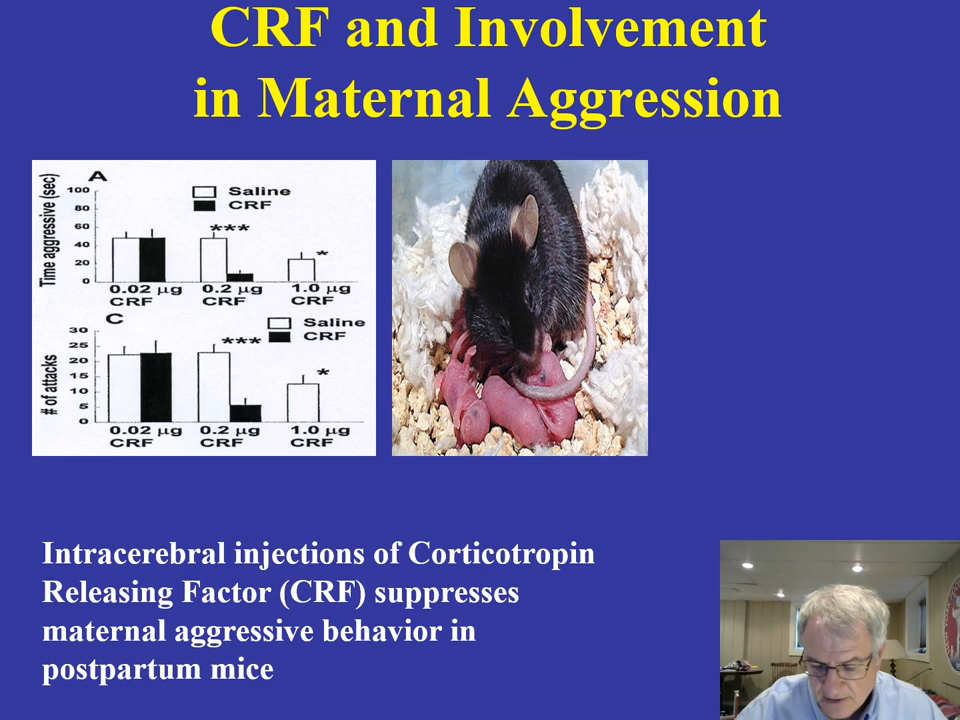 CRF and Involvement
in Maternal Aggression
A
Time aggressive (sec)
100
80
60
40
20
0
Saline
CRF
***
*
0.02 µg 0.2 µg 1.0 µg
CRF CRF CRF
C
# of attacks
30
25
20
15
10
5
0
Saline
CRF
***
*
0.02 µg 0.2 µg 1.0 µg
CRF CRF CRF
Intracerebral injections of Corticotropin
Releasing Factor (CRF) suppresses
maternal aggressive behavior in
postpartum mice